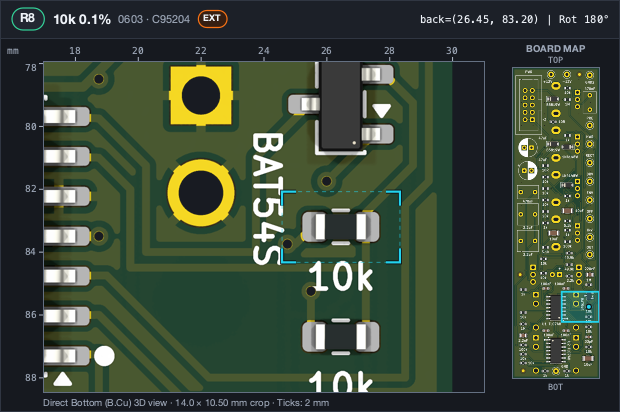 R8 10k 0.1% 0603 · C95204 EXT back=(26.45, 83.20) | Rot 180°
mm 18 20 22 24 26 28 30
78
80
82
84
86
88
BAT54S
10k
10k
BOARD MAP
TOP
BOT
Direct Bottom (B.Cu) 3D view · 14.0 × 10.50 mm crop · Ticks: 2 mm